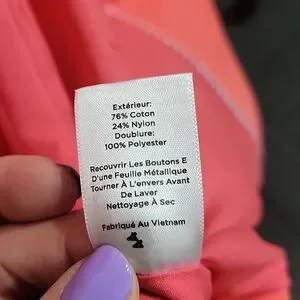 Extérieur:
76% Coton
24% Nylon
Doublure:
100% Polyester
Recouvrir Les Boutons E
D'une Feuille Métallique
Tourner À L'envers Avant
De Laver
Nettoyage À Sec
Fabriqué Au Vietnam